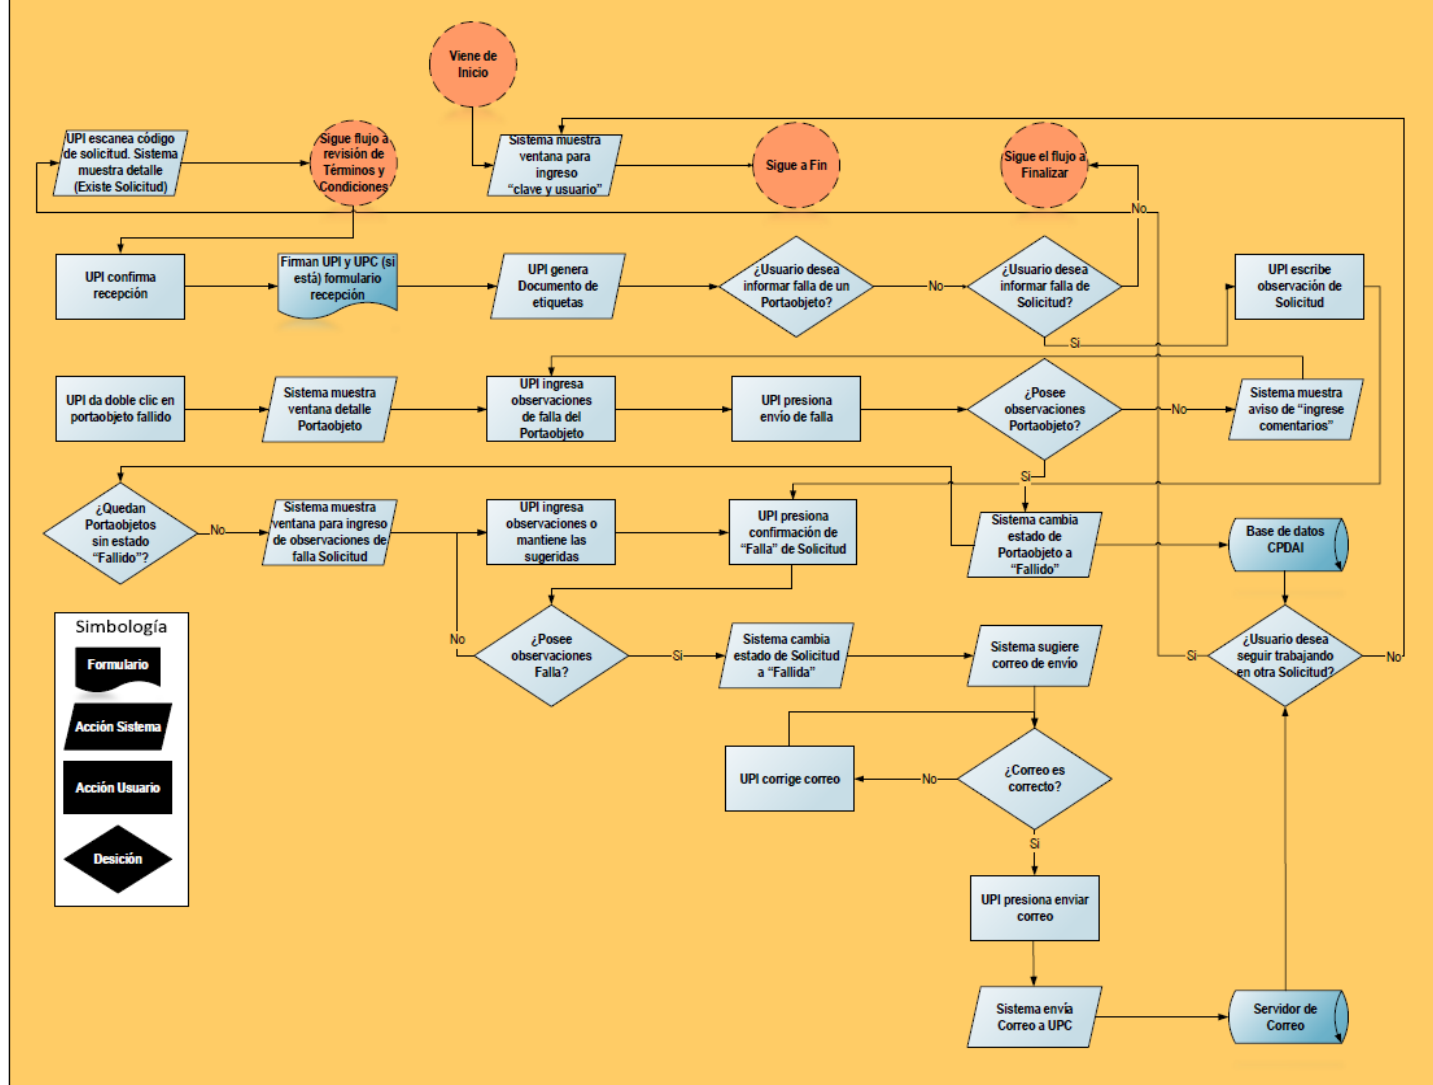 Viene de
Inicio
UPI escanea código
de solicitud. Sistema
muestra detalle
(Existe Solicitud)
Sigue flujo a
revisión de
Términos y
Condiciones
Sistema muestra
ventana para
ingreso
“clave y usuario”
Sigue a Fin
Sigue el flujo a
Finalizar
No
UPI confirma
recepción
Firman UPI y UPC (si
está) formulario
recepción
UPI genera
Documento de
etiquetas
¿Usuario desea
informar falla de un
Portaobjeto?
No
¿Usuario desea
informar falla de
Solicitud?
Si
UPI escribe
observación de
Solicitud
UPI da doble clic en
portaobjeto fallido
Sistema muestra
ventana detalle
Portaobjeto
UPI ingresa
observaciones
de falla del
Portaobjeto
UPI presiona
envío de falla
¿Posee
observaciones
Portaobjeto?
No
Sistema muestra
aviso de “ingrese
comentarios”
Si
¿Quedan
Portaobjetos
sin estado
“Fallido”?
No
Sistema muestra
ventana para ingreso
de observaciones de
falla Solicitud
UPI ingresa
observaciones o
mantiene las
sugeridas
UPI presiona
confirmación de
“Falla” de Solicitud
Sistema cambia
estado de
Portaobjeto a
“Fallido”
Base de datos
CPDAI
No
¿Posee
observaciones
Falla?
Si
Sistema cambia
estado de Solicitud
a “Fallida”
Sistema sugiere
correo de envío
Si
¿Usuario desea
seguir trabajando
en otra Solicitud?
No
Simbología
Formulario
Acción Sistema
Acción Usuario
Desición
UPI corrige correo
No
¿Correo es
correcto?
Si
UPI presiona enviar
correo
Sistema envía
Correo a UPC
Servidor de
Correo